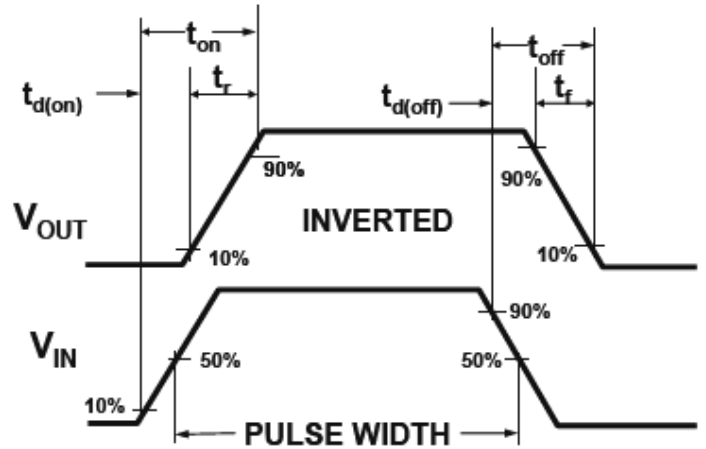 t_on
t_off
t_d(on)
t_r
t_d(off)
t_f
90%
90%
V_OUT
INVERTED
10%
10%
90%
V_IN
50%
50%
10%
PULSE WIDTH